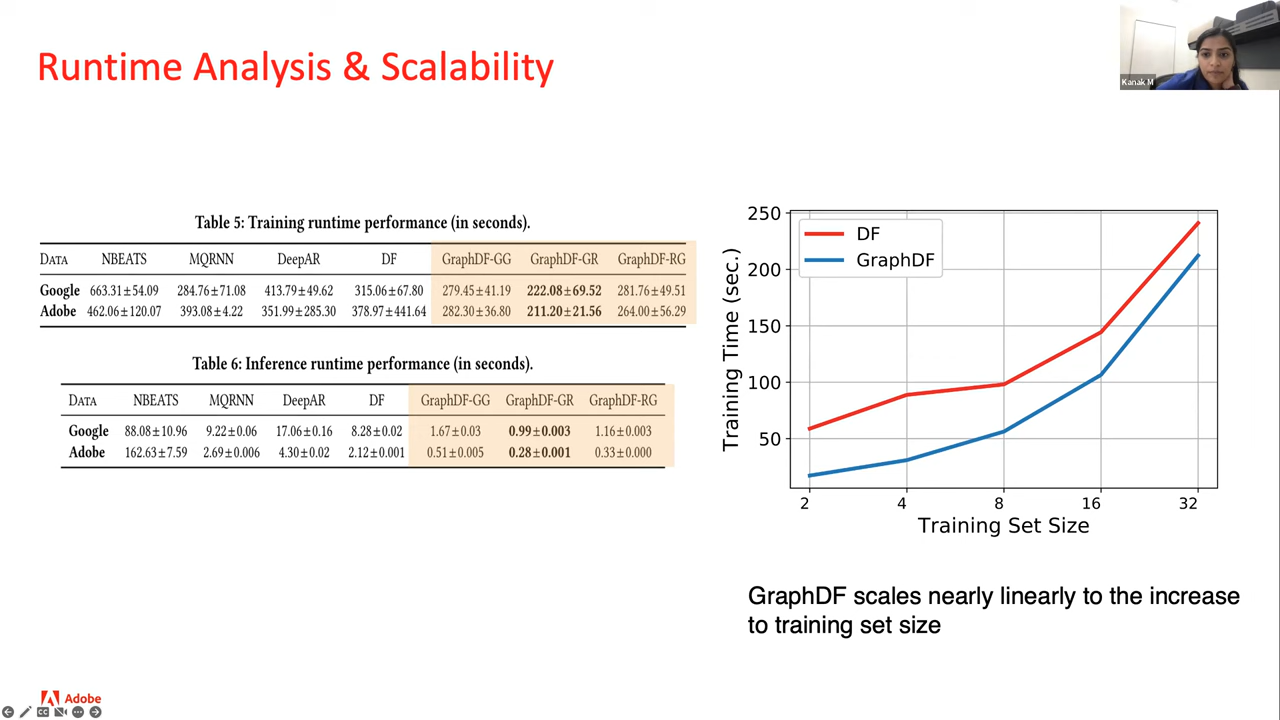 Runtime Analysis & Scalability
Kanak M
Table 5: Training runtime performance (in seconds).
DATA NBEATS MQRNN DeepAR DF GraphDF-GG GraphDF-GR GraphDF-RG
Google 663.31±54.09 284.76±71.08 413.79±49.62 315.06±67.80 279.45±41.19 222.08±69.52 281.76±49.51
Adobe 462.06±120.07 393.08±4.22 351.99±285.30 378.97±441.64 282.30±36.80 211.20±21.56 264.00±56.29
Table 6: Inference runtime performance (in seconds).
DATA NBEATS MQRNN DeepAR DF GraphDF-GG GraphDF-GR GraphDF-RG
Google 88.08±10.96 9.22±0.06 17.06±0.16 8.28±0.02 1.67±0.03 0.99±0.003 1.16±0.003
Adobe 162.63±7.59 2.69±0.006 4.30±0.02 2.12±0.001 0.51±0.005 0.28±0.001 0.33±0.000
250
200
150
100
50
Training Time (sec.)
DF
GraphDF
2 4 8 16 32
Training Set Size
GraphDF scales nearly linearly to the increase
to training set size
Adobe
CC